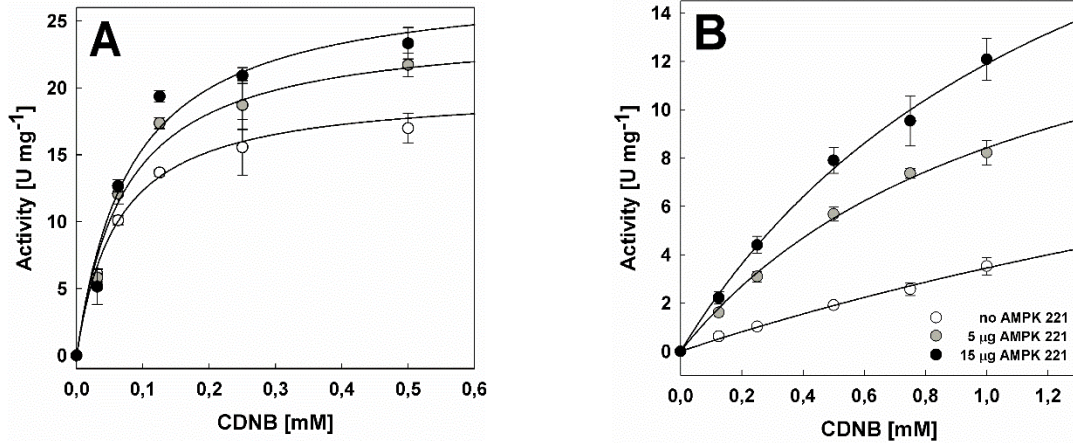 A
Activity [U mg⁻¹]
25
20
15
10
5
0
0,0 0,1 0,2 0,3 0,4 0,5 0,6
CDNB [mM]
B
Activity [U mg⁻¹]
14
12
10
8
6
4
2
0
no AMPK 221
5 µg AMPK 221
15 µg AMPK 221
0,0 0,2 0,4 0,6 0,8 1,0 1,2
CDNB [mM]